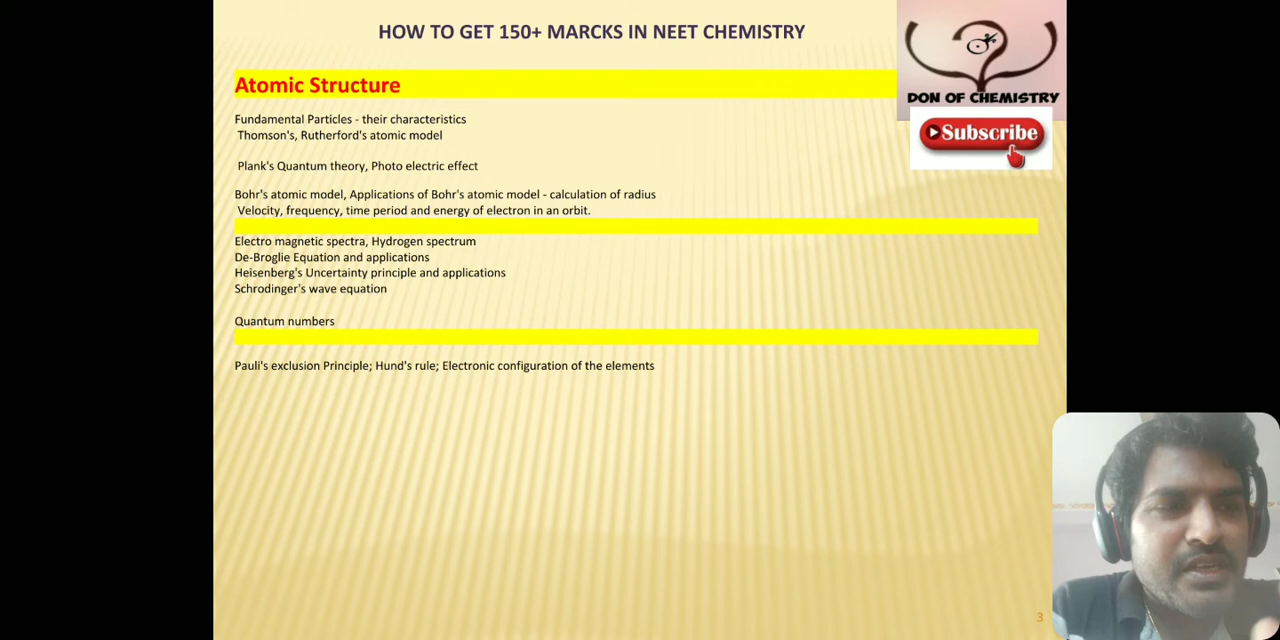 HOW TO GET 150+ MARCKS IN NEET CHEMISTRY
DON OF CHEMISTRY
Subscribe
Atomic Structure
Fundamental Particles - their characteristics
Thomson's, Rutherford's atomic model
Plank's Quantum theory, Photo electric effect
Bohr's atomic model, Applications of Bohr's atomic model - calculation of radius
Velocity, frequency, time period and energy of electron in an orbit.
Electro magnetic spectra, Hydrogen spectrum
De-Broglie Equation and applications
Heisenberg's Uncertainty principle and applications
Schrodinger's wave equation
Quantum numbers
Pauli's exclusion Principle; Hund's rule; Electronic configuration of the elements
3